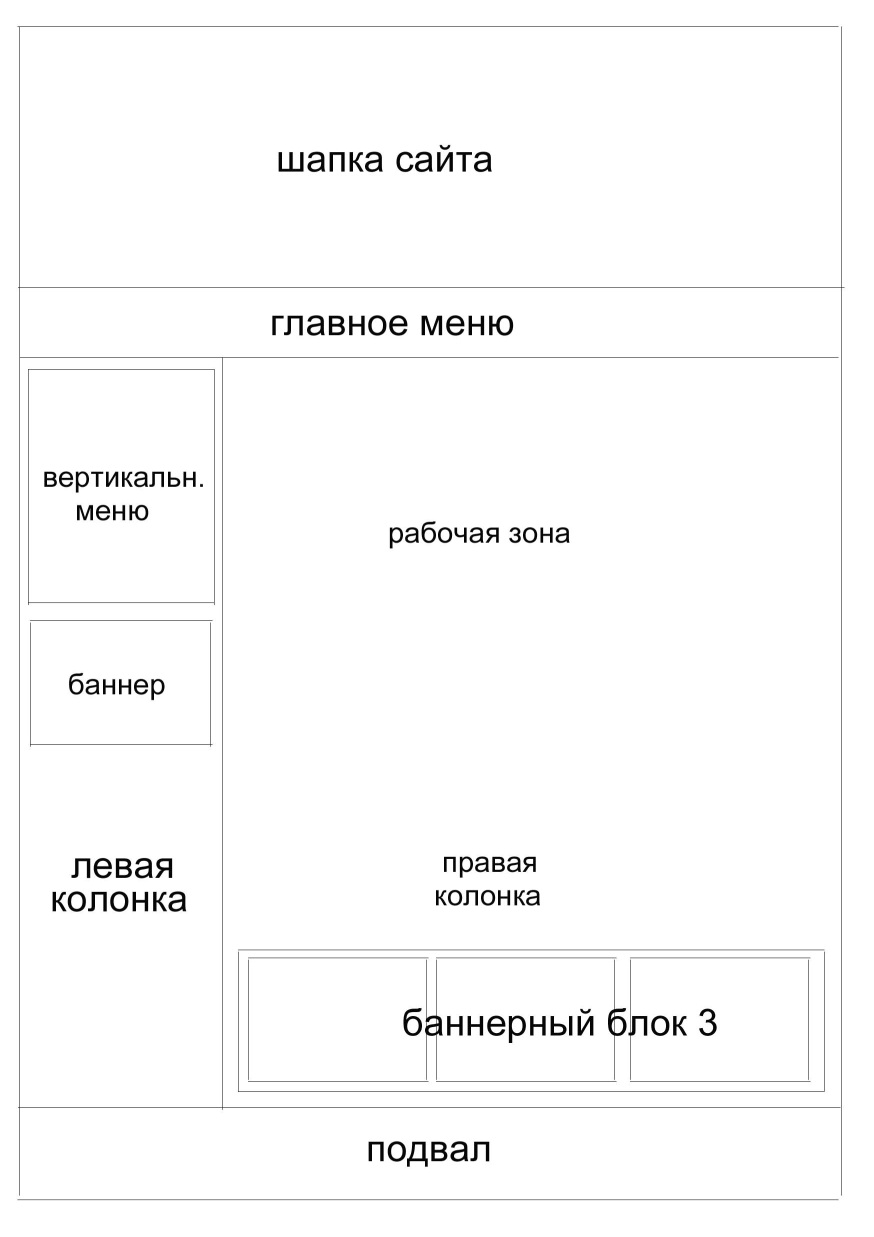 шапка сайта
главное меню
вертикальн.
меню
рабочая зона
баннер
левая
колонка
правая
колонка
баннерный блок 3
подвал